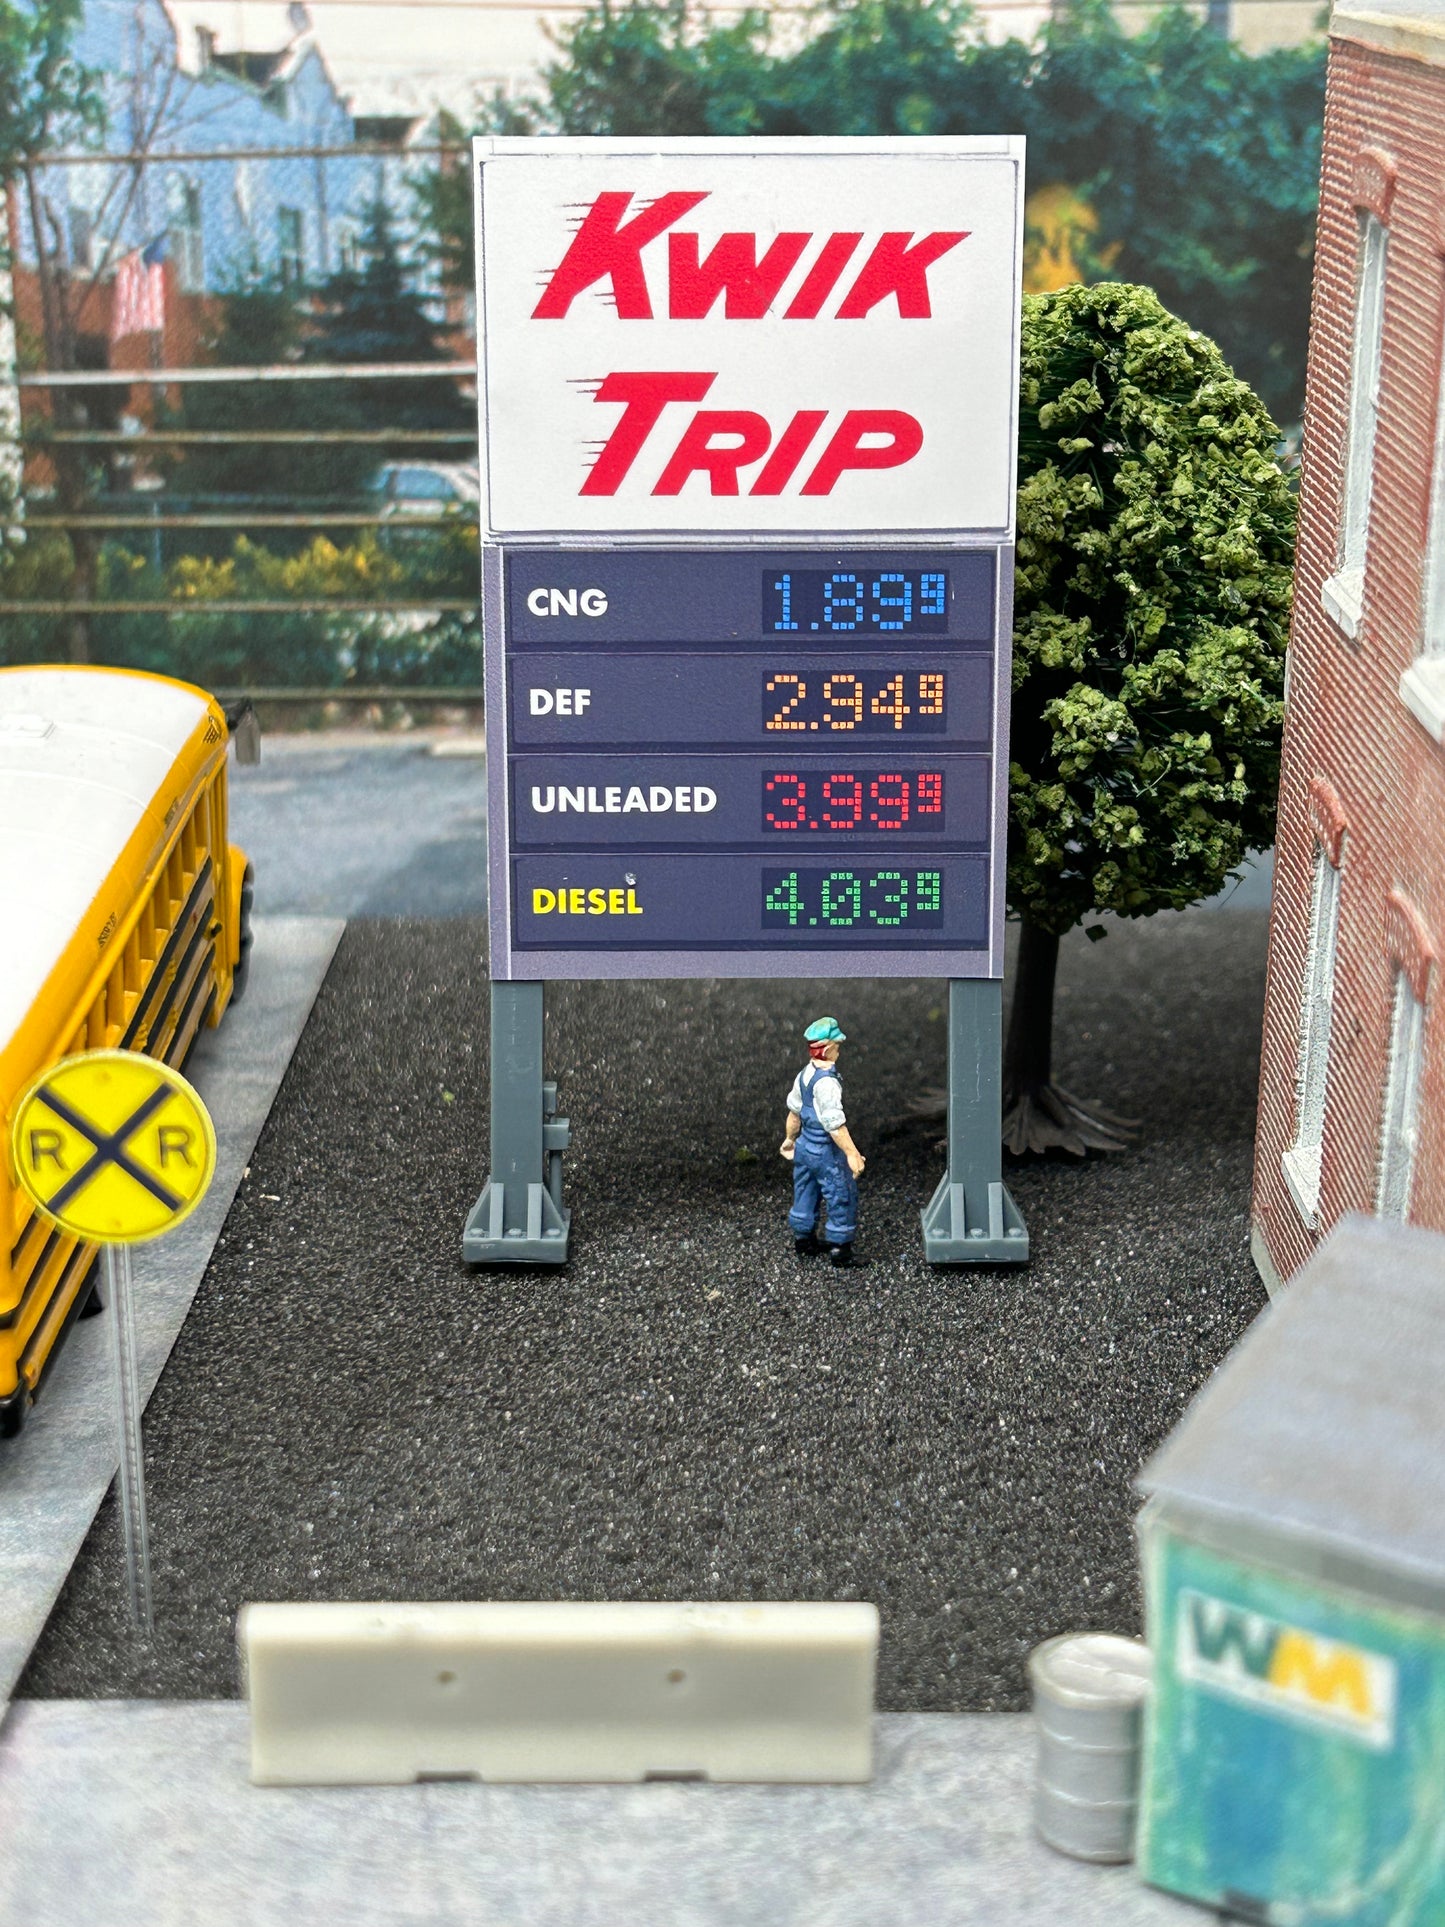 KWIK
TRIP
CNG 1.89⁹
DEF 2.94⁹
UNLEADED 3.99⁹
DIESEL 4.03⁹
R R
WM